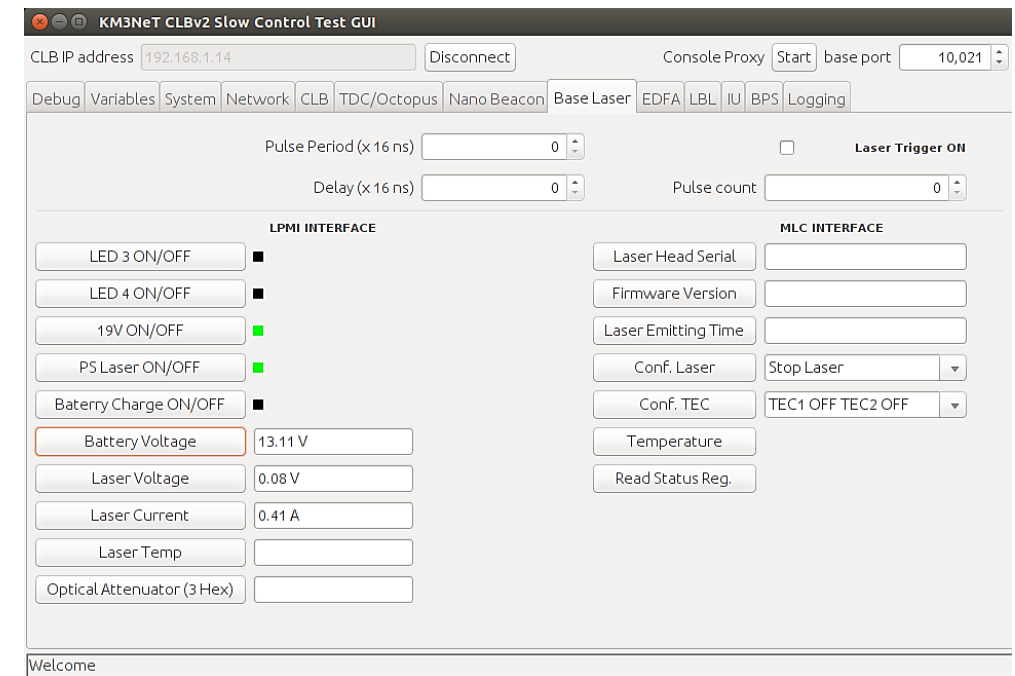 KM3NeT CLBv2 Slow Control Test GUI
CLB IP address 192.168.1.14 Disconnect Console Proxy Start base port 10,021
Debug Variables System Network CLB TDC/Octopus Nano Beacon Base Laser EDFA LBL IU BPS Logging
Pulse Period (x 16 ns) 0 Laser Trigger ON
Delay (x 16 ns) 0 Pulse count 0
LPMI INTERFACE MLC INTERFACE
LED 3 ON/OFF Laser Head Serial
LED 4 ON/OFF Firmware Version
19V ON/OFF Laser Emitting Time
PS Laser ON/OFF Conf. Laser Stop Laser
Baterry Charge ON/OFF Conf. TEC TEC1 OFF TEC2 OFF
Battery Voltage 13.11 V Temperature
Laser Voltage 0.08 V Read Status Reg.
Laser Current 0.41 A
Laser Temp
Optical Attenuator (3 Hex)
Welcome